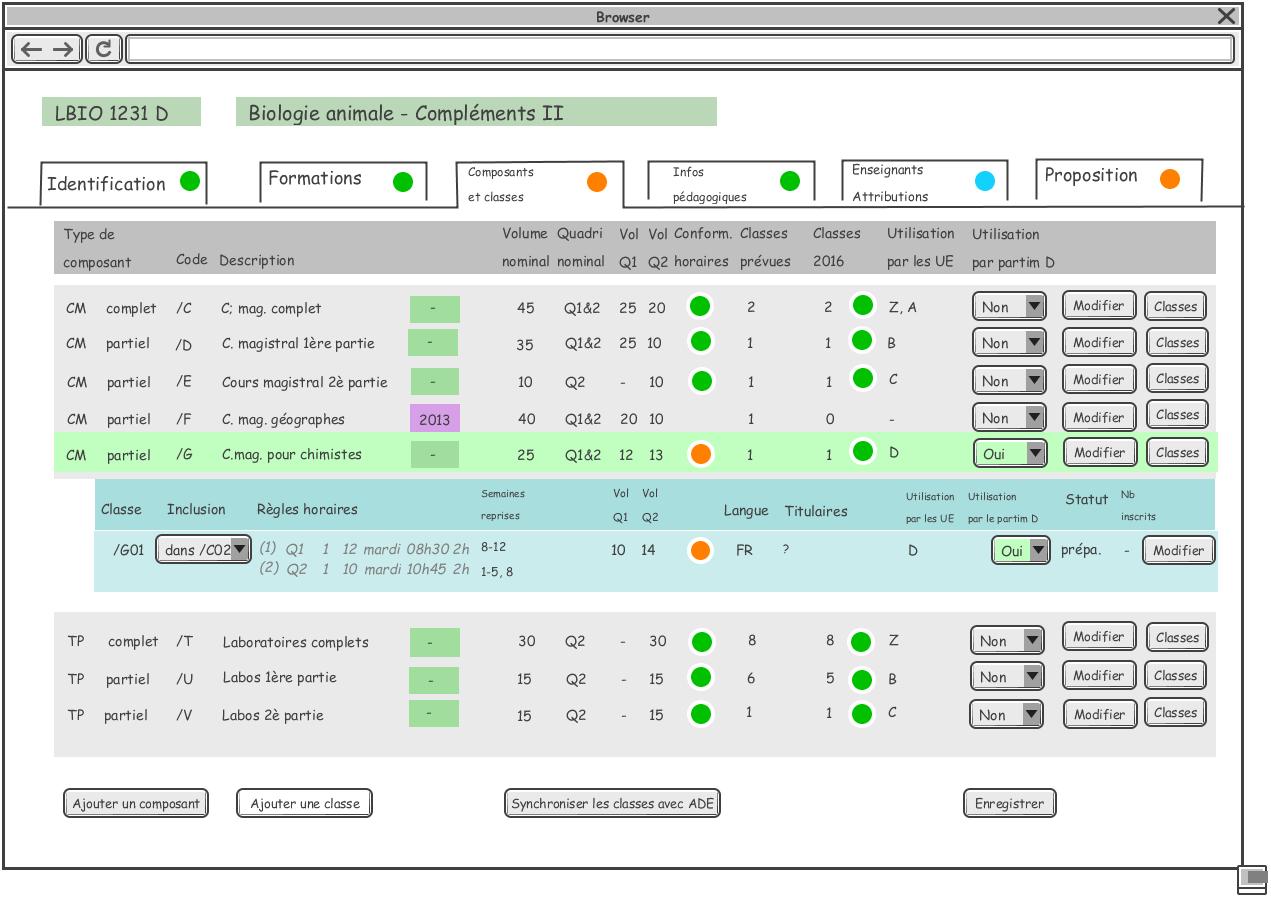 Browser
LBIO 1231 D Biologie animale - Compléments II
Identification Formations Composants et classes Infos pédagogiques Enseignants Attributions Proposition
Type de composant Code Description Volume nominal Quadri nominal Vol Q1 Vol Q2 Conform. horaires Classes prévues Classes 2016 Utilisation par les UE Utilisation par partim D
CM complet /C C; mag. complet - 45 Q1&2 25 20 2 2 Z, A Non Modifier Classes
CM partiel /D C. magistral 1ère partie - 35 Q1&2 25 10 1 1 B Non Modifier Classes
CM partiel /E Cours magistral 2è partie - 10 Q2 - 10 1 1 C Non Modifier Classes
CM partiel /F C. mag. géographes 2013 40 Q1&2 20 10 1 0 - Non Modifier Classes
CM partiel /G C.mag. pour chimistes - 25 Q1&2 12 13 1 1 D Oui Modifier Classes
Classe Inclusion Règles horaires Semaines reprises Vol Q1 Vol Q2 Langue Titulaires Utilisation par les UE Utilisation par le partim D Statut Nb inscrits
/G01 dans /C02 (1) Q1 1 12 mardi 08h30 2h 8-12 10 14 FR ? D Oui prépa. - Modifier
(2) Q2 1 10 mardi 10h45 2h 1-5, 8
TP complet /T Laboratoires complets - 30 Q2 - 30 8 8 Z Non Modifier Classes
TP partiel /U Labos 1ère partie - 15 Q2 - 15 6 5 B Non Modifier Classes
TP partiel /V Labos 2è partie - 15 Q2 - 15 1 1 C Non Modifier Classes
Ajouter un composant Ajouter une classe Synchroniser les classes avec ADE Enregistrer